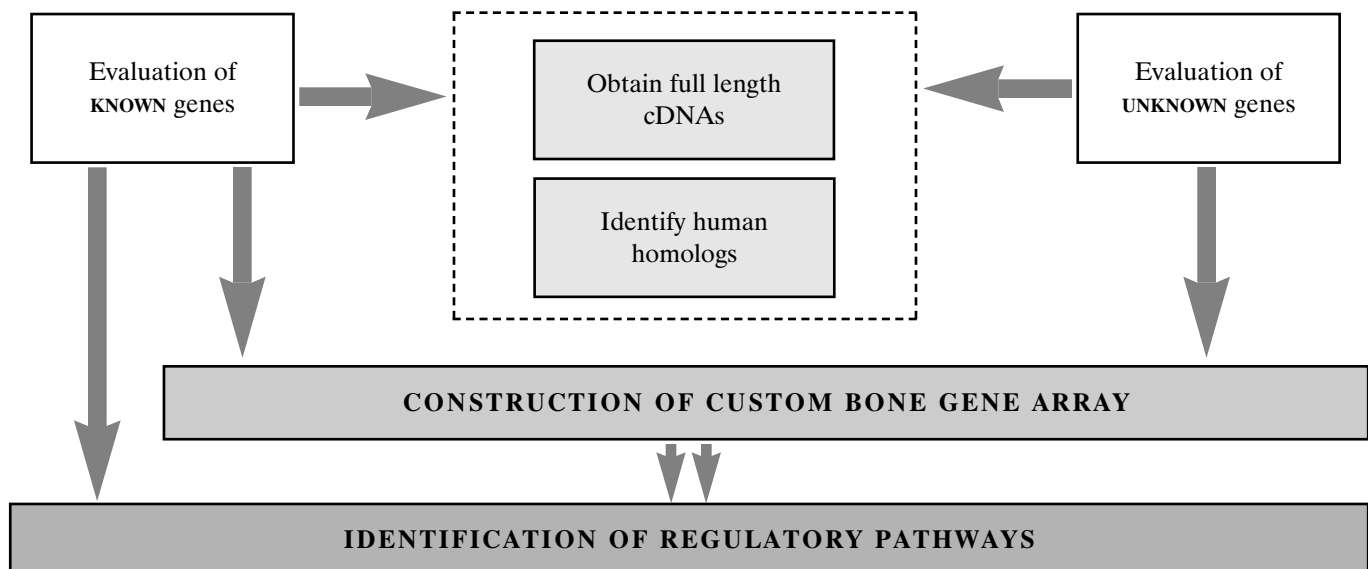 Evaluation of
KNOWN genes
Obtain full length
cDNAs
Identify human
homologs
Evaluation of
UNKNOWN genes
CONSTRUCTION OF CUSTOM BONE GENE ARRAY
IDENTIFICATION OF REGULATORY PATHWAYS